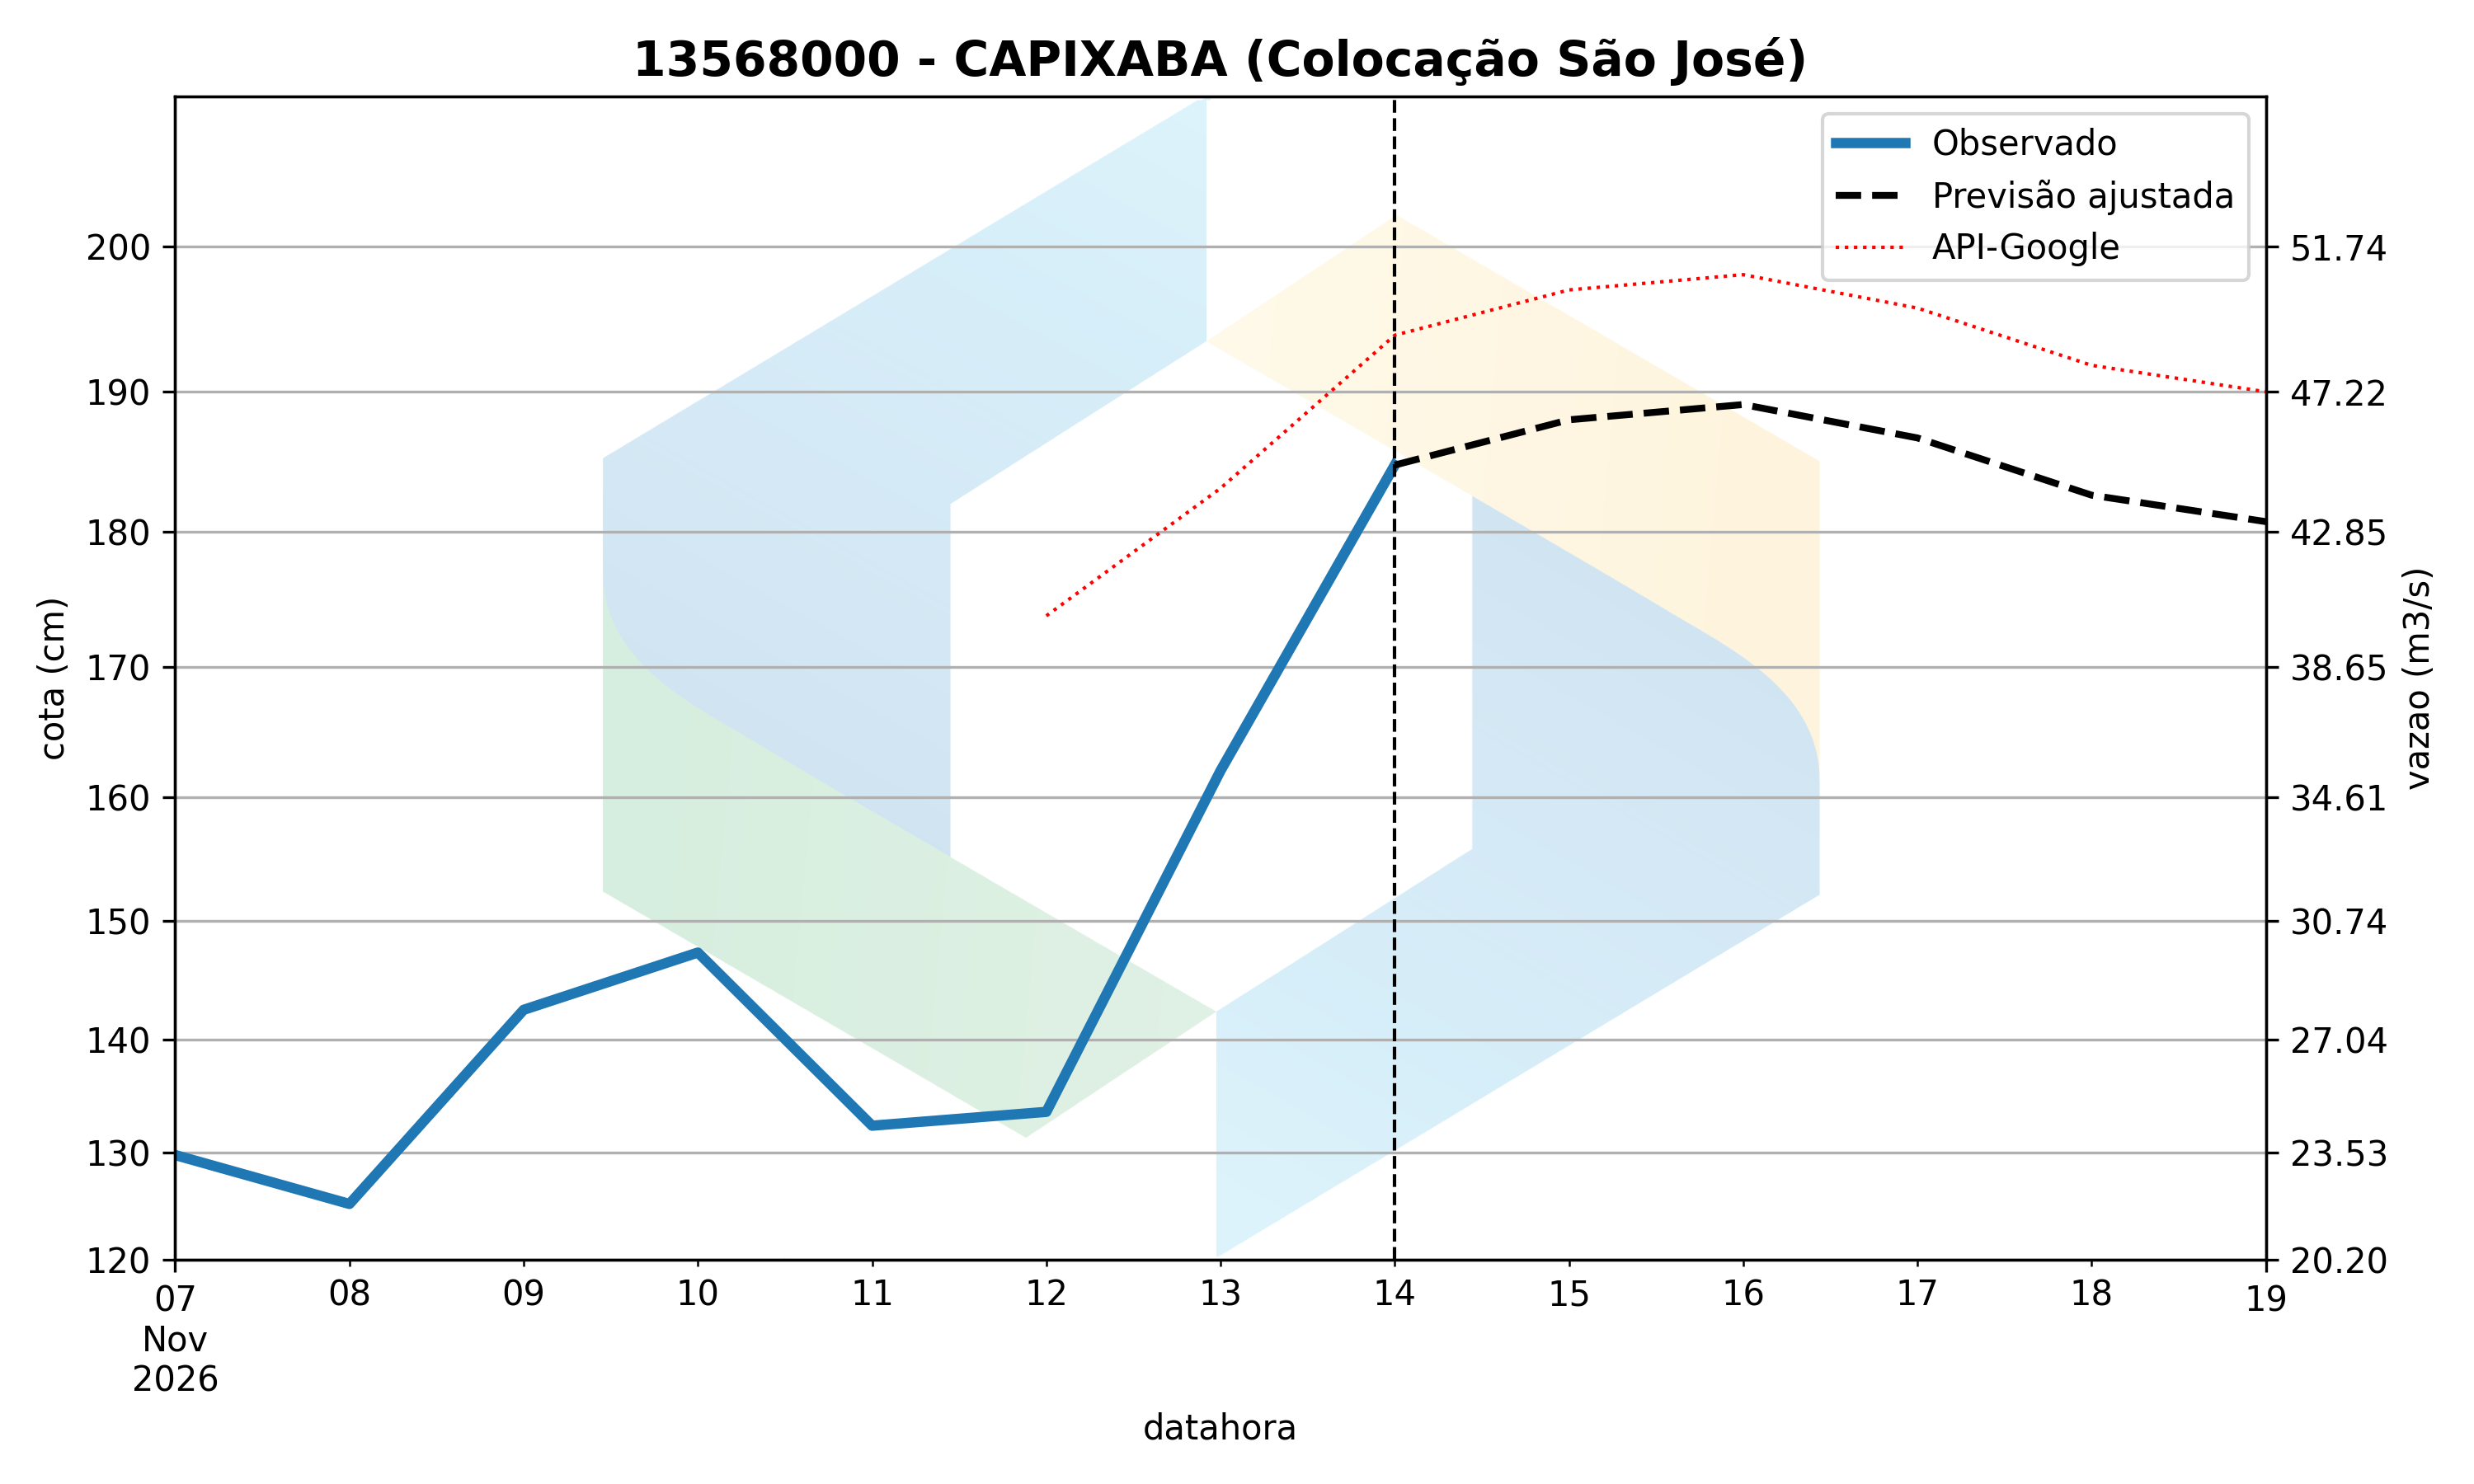 13568000 - CAPIXABA (Colocação São José)
Observado
Previsão ajustada
API-Google
cota (cm)
200
190
180
170
160
150
140
130
120
51.74
47.22
42.85
38.65
34.61
30.74
27.04
23.53
20.20
vazao (m3/s)
07 08 09 10 11 12 13 14 15 16 17 18 19
Nov
2026
datahora